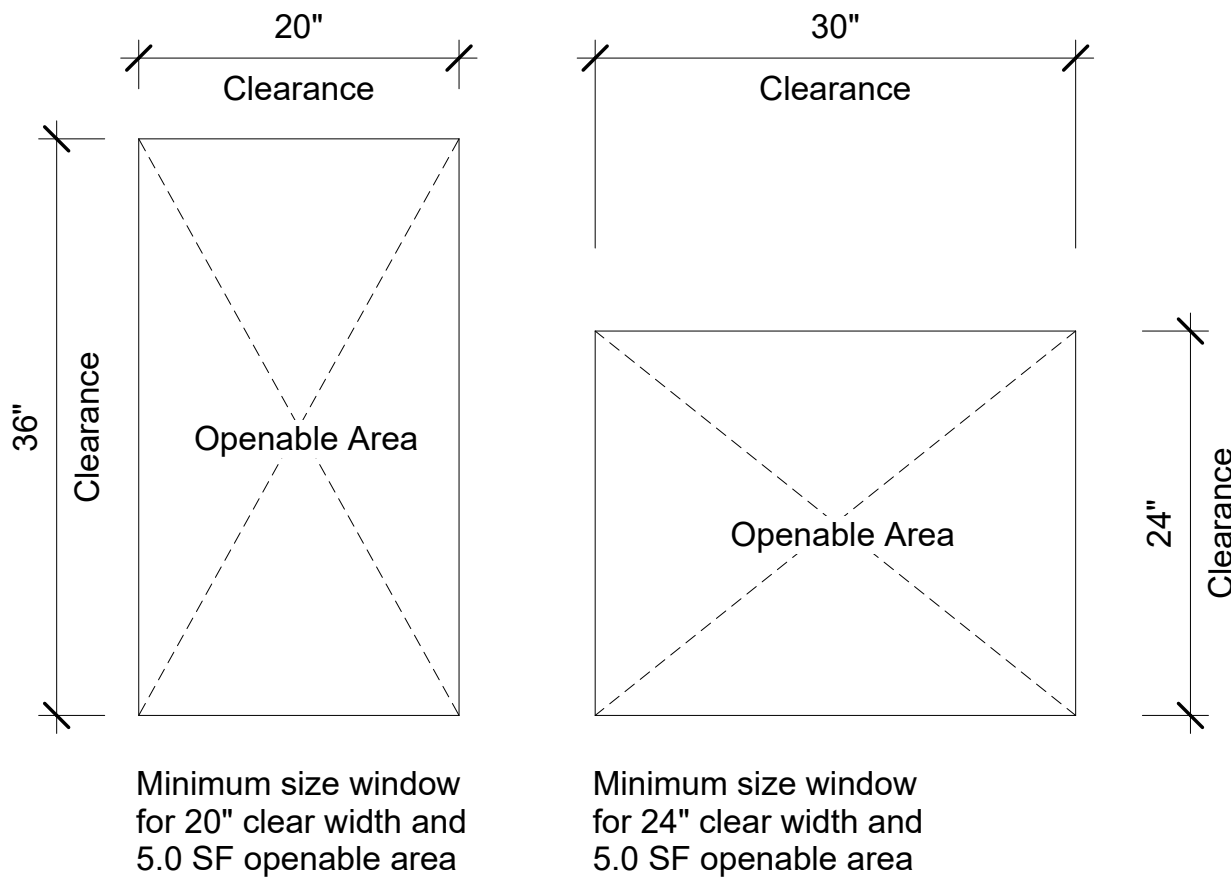 20"
Clearance
30"
Clearance
36"
Clearance
Openable Area
Openable Area
24"
Clearance
Minimum size window
for 20" clear width and
5.0 SF openable area
Minimum size window
for 24" clear width and
5.0 SF openable area